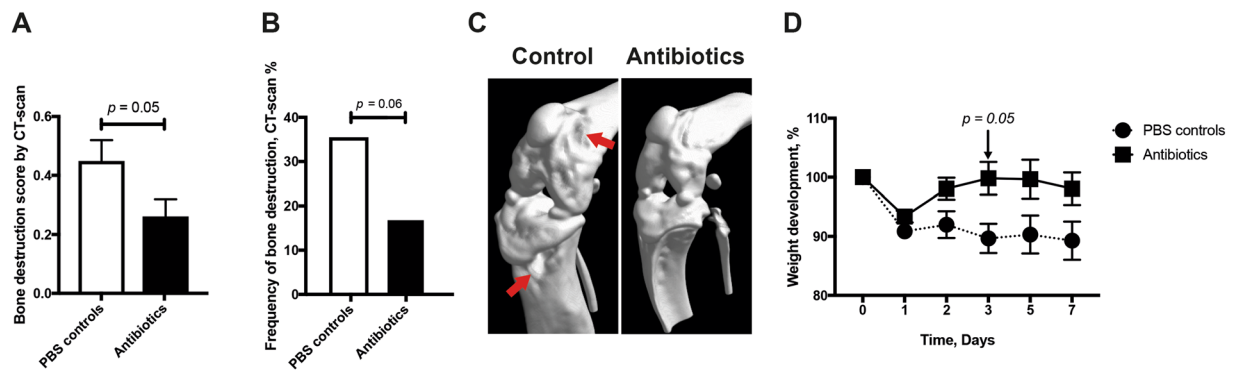 A
Bone destruction score by CT-scan
0.6
0.4
0.2
0.0
p = 0.05
PBS controls
Antibiotics
B
Frequency of bone destruction, CT-scan %
40
30
20
10
0
p = 0.06
PBS controls
Antibiotics
C
Control
Antibiotics
D
Weight development, %
110
100
90
80
p = 0.05
0 1 2 3 5 7
Time, Days
PBS controls
Antibiotics